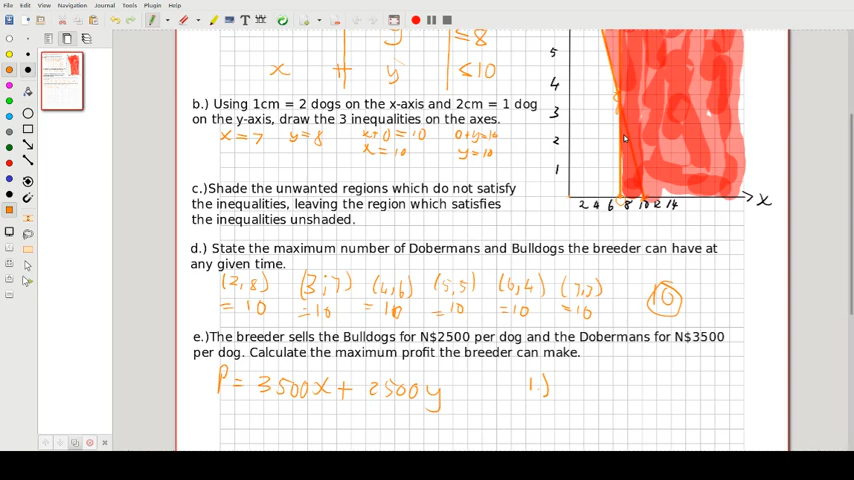 File Edit View Navigation Journal Tools Plugin Help
y ≤8
x + y ≤10
b.) Using 1cm = 2 dogs on the x-axis and 2cm = 1 dog
on the y-axis, draw the 3 inequalities on the axes.
x=7 y=8 x+0=10 0+y=10
x=10 y=10
c.)Shade the unwanted regions which do not satisfy
the inequalities, leaving the region which satisfies
the inequalities unshaded.
5
4
3
2
1
2 4 6 8 10 12 14 x
d.) State the maximum number of Dobermans and Bulldogs the breeder can have at
any given time.
(2,8) (3;7) (4,6) (5,5) (6,4) (7,3) 10
=10 =10 =10 =10 =10 =10
e.)The breeder sells the Bulldogs for N$2500 per dog and the Dobermans for N$3500
per dog. Calculate the maximum profit the breeder can make.
P= 3500x+ 2500y 1.)